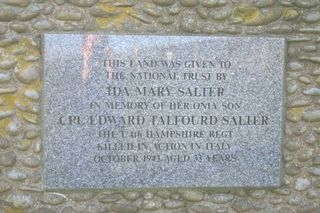 THIS LAND WAS GIVEN TO
THE NATIONAL TRUST BY
IDA MARY SALTER
IN MEMORY OF HER ONLY SON
CPL EDWARD TALFOURD SALTER
THE HAMPSHIRE REGT
KILLED IN ACTION IN ITALY
OCTOBER 1943 AGED 33 YEARS